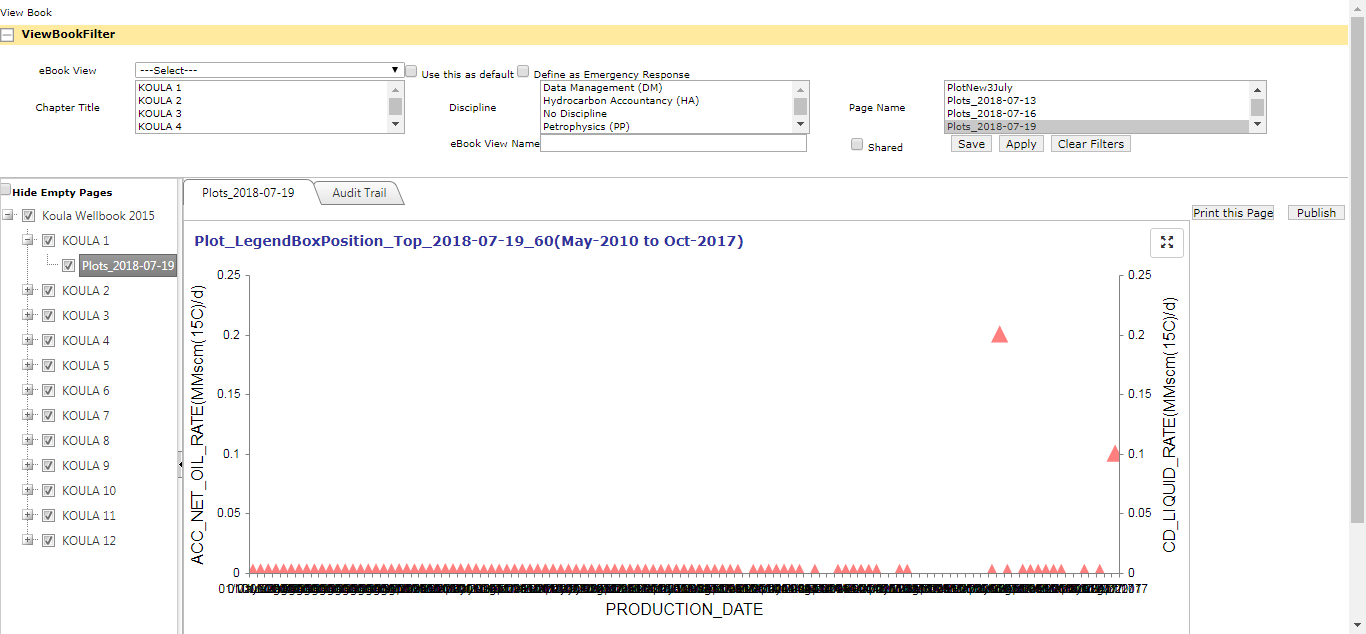 View Book
ViewBookFilter
eBook View ---Select--- Use this as default Define as Emergency Response
Chapter Title
KOULA 1
KOULA 2
KOULA 3
KOULA 4
Discipline
Data Management (DM)
Hydrocarbon Accountancy (HA)
No Discipline
Petrophysics (PP)
Page Name
PlotNew3July
Plots_2018-07-13
Plots_2018-07-16
Plots_2018-07-19
eBook View Name
Shared
Save Apply Clear Filters
Hide Empty Pages
Koula Wellbook 2015
KOULA 1
Plots_2018-07-19
KOULA 2
KOULA 3
KOULA 4
KOULA 5
KOULA 6
KOULA 7
KOULA 8
KOULA 9
KOULA 10
KOULA 11
KOULA 12
Plots_2018-07-19 Audit Trail
Print this Page Publish
Plot_LegendBoxPosition_Top_2018-07-19_60(May-2010 to Oct-2017)
ACC_NET_OIL_RATE(MMscm(15C)/d)
0.25
0.2
0.15
0.1
0.05
0
0.25
0.2
0.15
0.1
0.05
0
CD_LIQUID_RATE(MMscm(15C)/d)
PRODUCTION_DATE